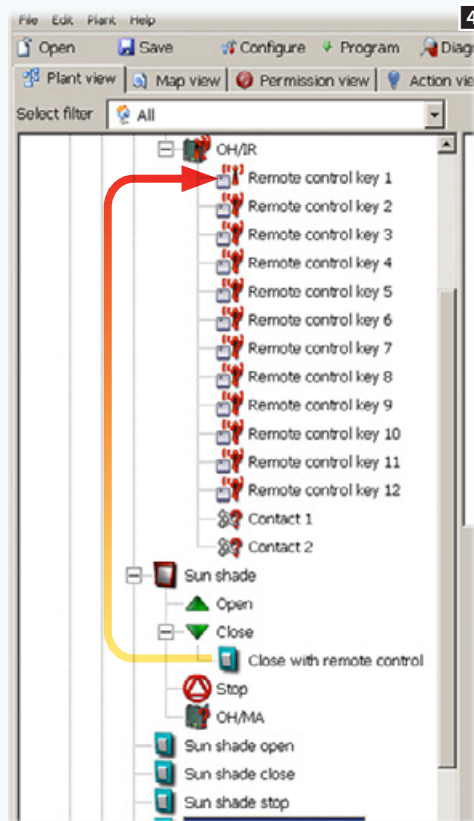 4
File Edit Plant Help
Open Save Configure Program Diag
Plant view Map view Permission view Action vie
Select filter All
OH/IR
Remote control key 1
Remote control key 2
Remote control key 3
Remote control key 4
Remote control key 5
Remote control key 6
Remote control key 7
Remote control key 8
Remote control key 9
Remote control key 10
Remote control key 11
Remote control key 12
Contact 1
Contact 2
Sun shade
Open
Close
Close with remote control
Stop
OH/MA
Sun shade open
Sun shade close
Sun shade stop